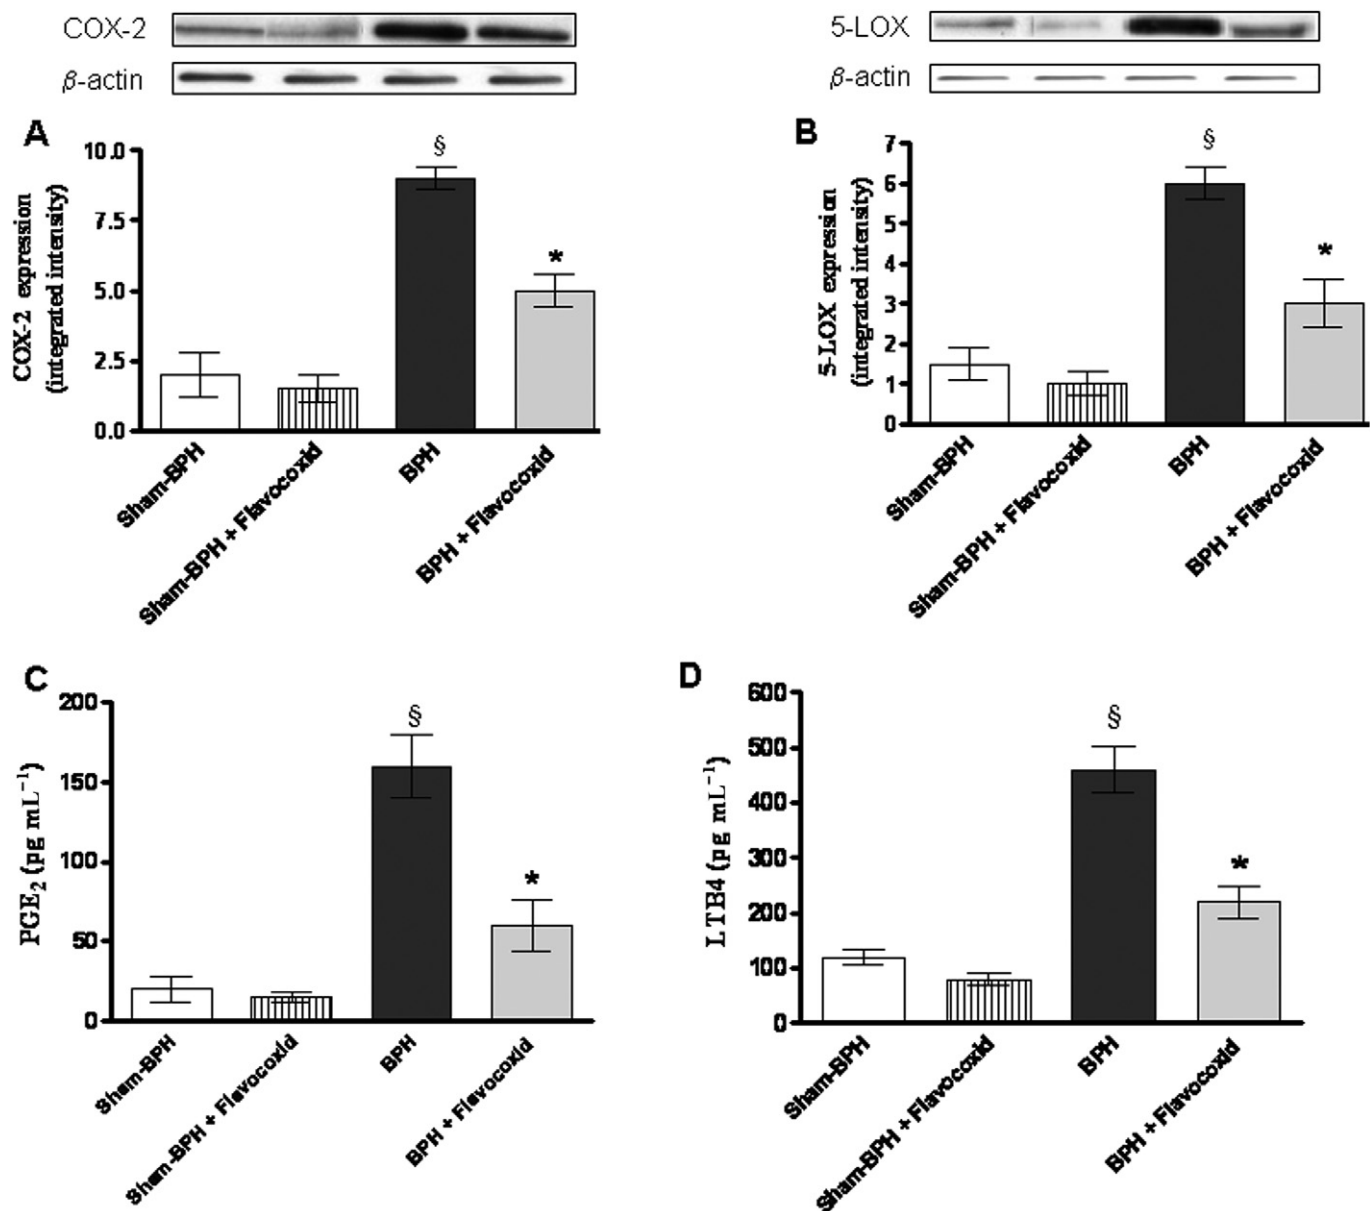 COX-2
β-actin
5-LOX
β-actin
A
COX-2 expression
(integrated intensity)
10.0
7.5
5.0
2.5
0.0
§
*
Sham-BPH
Sham-BPH + Flavocoxid
BPH
BPH + Flavocoxid
B
5-LOX expression
(integrated intensity)
7
6
5
4
3
2
1
0
§
*
Sham-BPH
Sham-BPH + Flavocoxid
BPH
BPH + Flavocoxid
C
PGE₂ (pg mL⁻¹)
200
150
100
50
0
§
*
Sham-BPH
Sham-BPH + Flavocoxid
BPH
BPH + Flavocoxid
D
LTB4 (pg mL⁻¹)
600
500
400
300
200
100
0
§
*
Sham-BPH
Sham-BPH + Flavocoxid
BPH
BPH + Flavocoxid